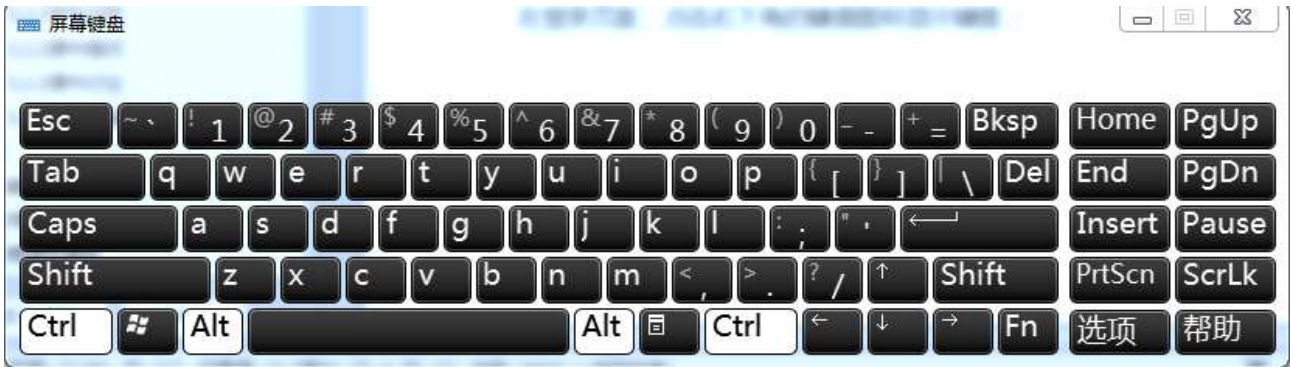 屏幕键盘
Esc ~ ` ! 1 @ 2 # 3 $ 4 % 5 ^ 6 & 7 * 8 ( 9 ) 0 _ - + = Bksp Home PgUp
Tab q w e r t y u i o p { [ } ] | \ Del End PgDn
Caps a s d f g h j k l : ; " ' Insert Pause
Shift z x c v b n m < , > . ? / ↑ Shift PrtScn ScrLk
Ctrl Alt Alt Ctrl ← ↓ → Fn 选项 帮助